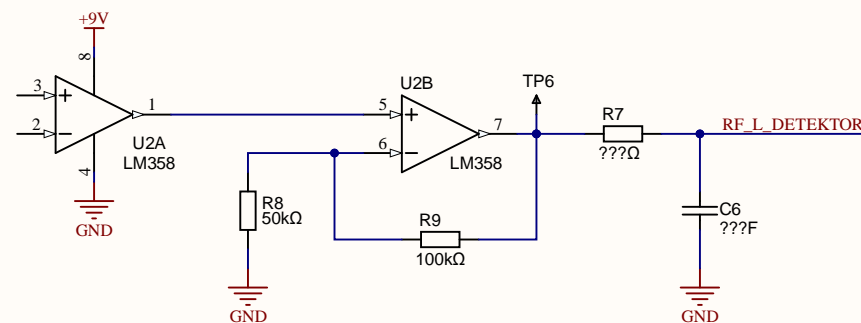 +9V
8
3
1
2
U2A
LM358
4
GND
U2B
5
7
6
LM358
TP6
R7
???Ω
RF_L_DETEKTOR
R8
50kΩ
R9
100kΩ
C6
???F
GND
GND